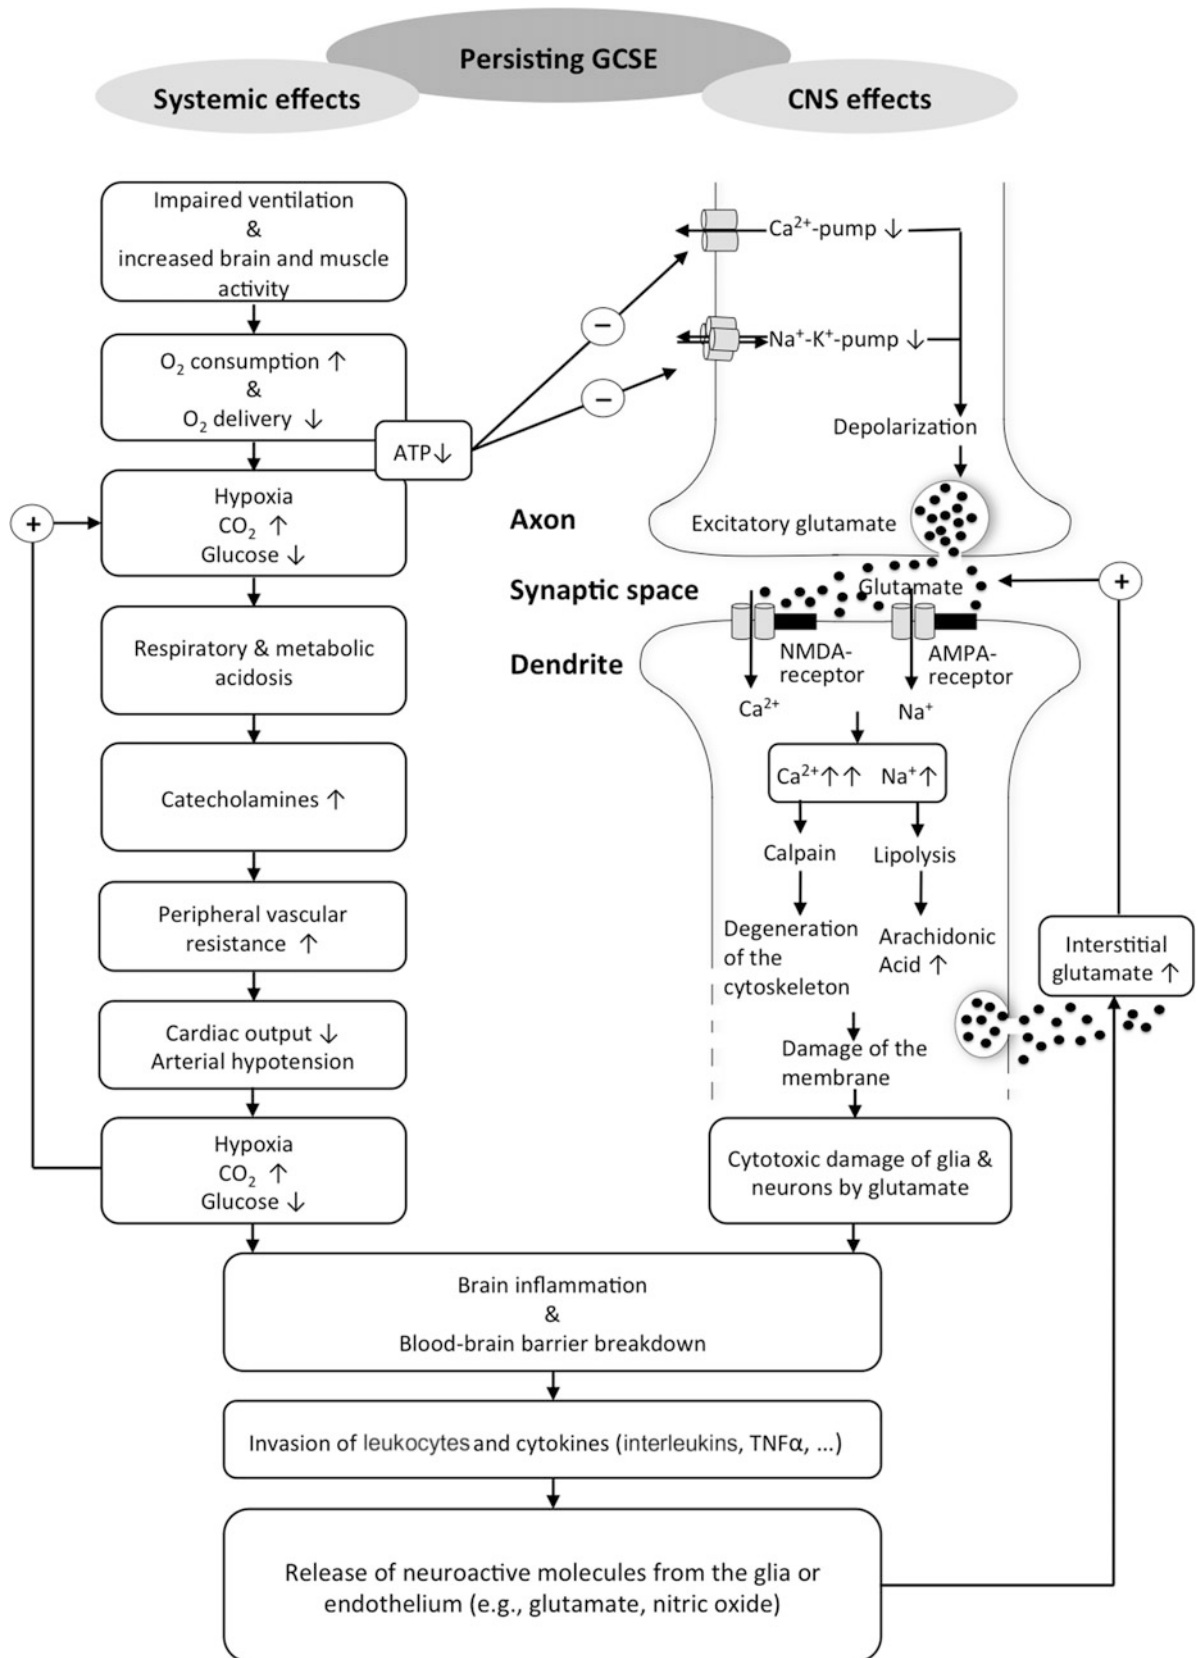 Persisting GCSE
Systemic effects
CNS effects
Impaired ventilation
&
increased brain and muscle
activity
O₂ consumption ↑
&
O₂ delivery ↓
ATP↓
Hypoxia
CO₂ ↑
Glucose ↓
+
Respiratory & metabolic
acidosis
Catecholamines ↑
Peripheral vascular
resistance ↑
Cardiac output ↓
Arterial hypotension
Hypoxia
CO₂ ↑
Glucose ↓
−
−
Ca²⁺-pump ↓
Na⁺-K⁺-pump ↓
Depolarization
Axon
Excitatory glutamate
Synaptic space
Glutamate
+
Dendrite
NMDA-
receptor
AMPA-
receptor
Ca²⁺
Na⁺
Ca²⁺↑↑ Na⁺↑
Calpain
Lipolysis
Degeneration
of the
cytoskeleton
Arachidonic
Acid ↑
Interstitial
glutamate ↑
Damage of the
membrane
Cytotoxic damage of glia &
neurons by glutamate
Brain inflammation
&
Blood-brain barrier breakdown
Invasion of leukocytes and cytokines (interleukins, TNFα, ...)
Release of neuroactive molecules from the glia or
endothelium (e.g., glutamate, nitric oxide)